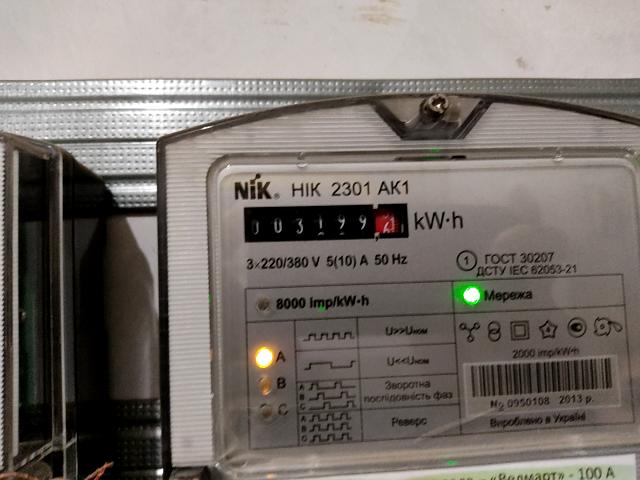 NiK® НІК 2301 АК1
003199 kW·h
3×220/380 V 5(10) A 50 Hz
1 ГОСТ 30207
ДСТУ IEC 62053-21
8000 imp/kW·h
Мережа
A
U>>Uном
B
U<<Uном
C
Зворотна
послідовність фаз
A
B
C
A
B
C
Реверс
2000 imp/kW·h
№ 0950108 2013 р.
Вироблено в Україні
- 100 А